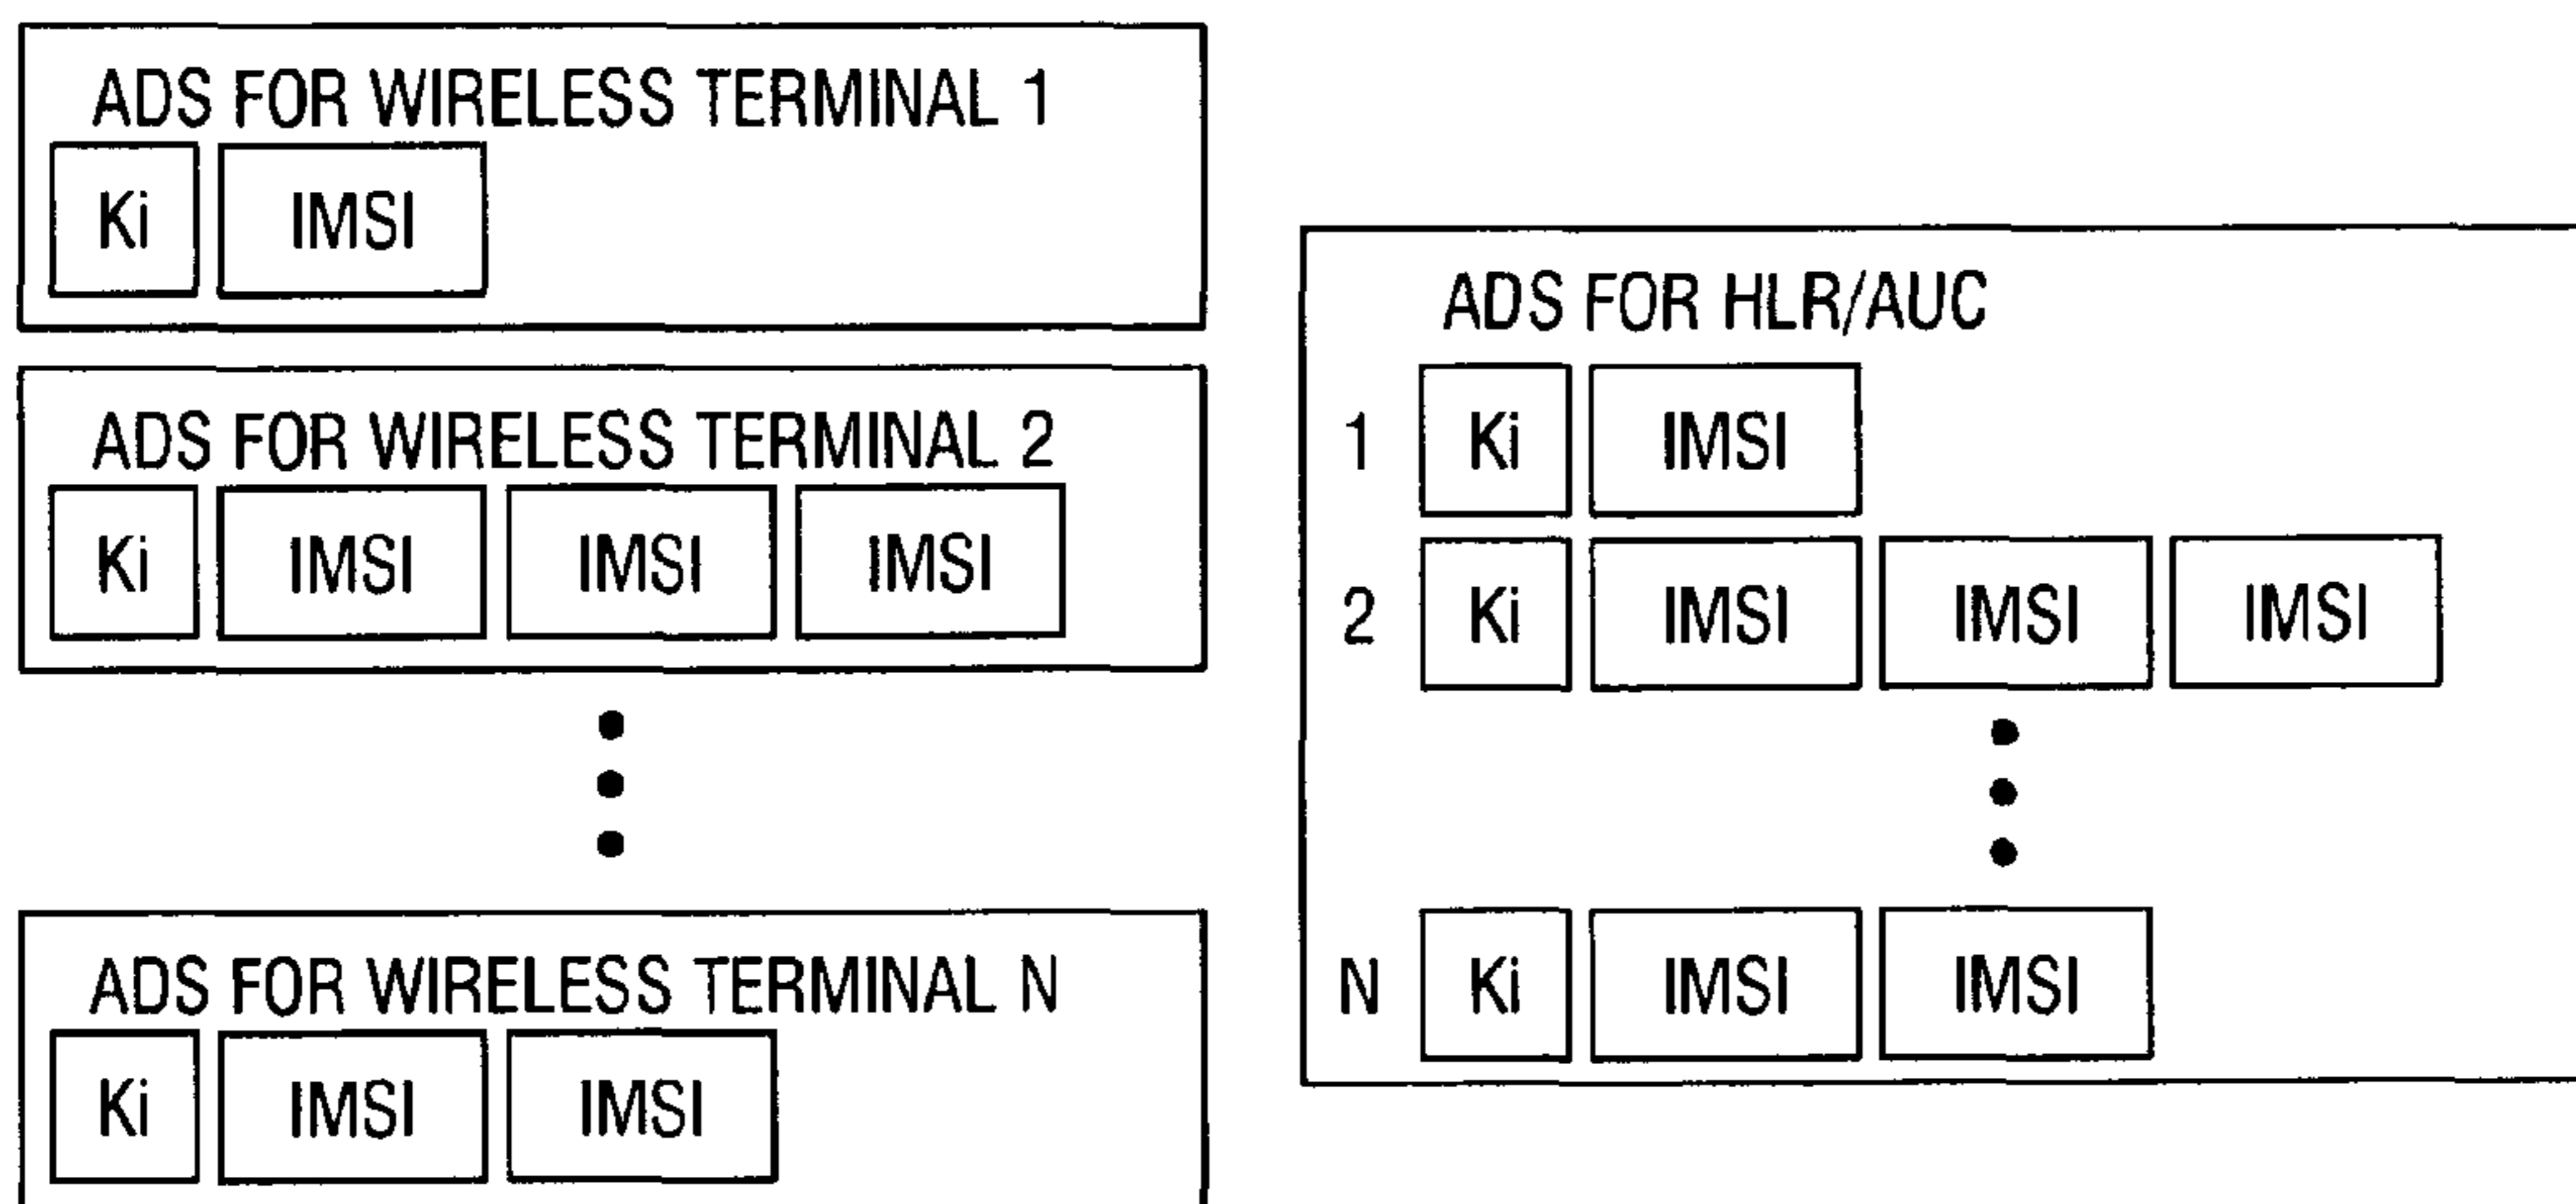 ADS FOR WIRELESS TERMINAL 1
Ki IMSI
ADS FOR WIRELESS TERMINAL 2
Ki IMSI IMSI IMSI
ADS FOR WIRELESS TERMINAL N
Ki IMSI IMSI
ADS FOR HLR/AUC
1 Ki IMSI
2 Ki IMSI IMSI IMSI
N Ki IMSI IMSI